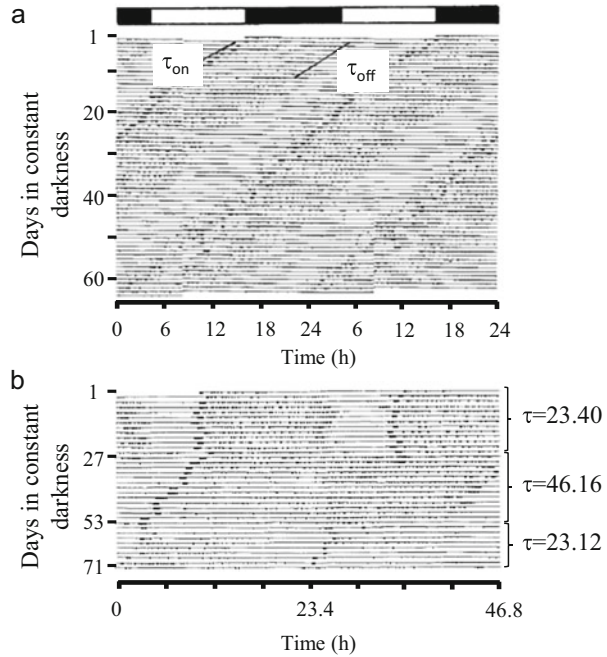 a
τon
τoff
Days in constant darkness
1
20
40
60
0 6 12 18 24 6 12 18 24
Time (h)
b
Days in constant darkness
1
27
53
71
τ=23.40
τ=46.16
τ=23.12
0 23.4 46.8
Time (h)